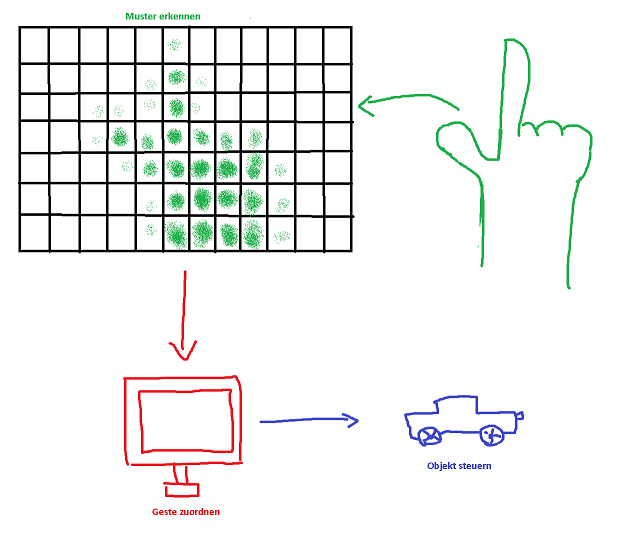 Muster erkennen
Objekt steuern
Geste zuordnen